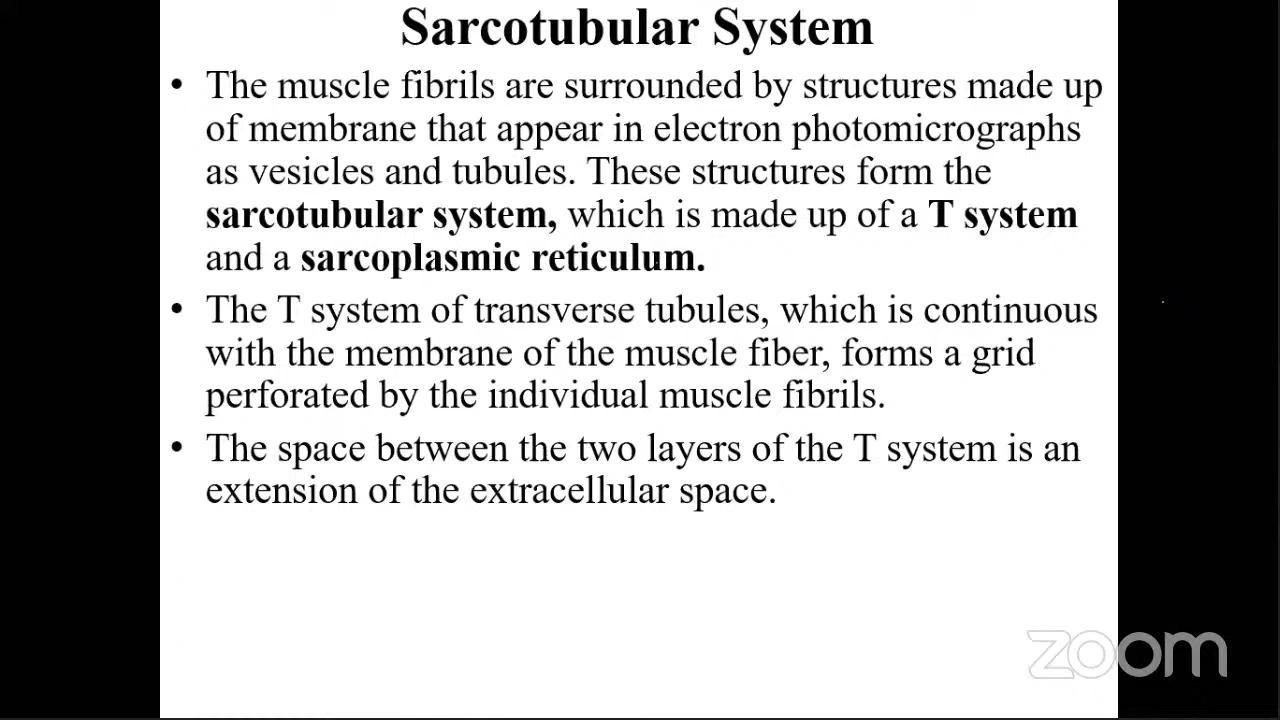 Sarcotubular System
• The muscle fibrils are surrounded by structures made up
of membrane that appear in electron photomicrographs
as vesicles and tubules. These structures form the
sarcotubular system, which is made up of a T system
and a sarcoplasmic reticulum.
• The T system of transverse tubules, which is continuous
with the membrane of the muscle fiber, forms a grid
perforated by the individual muscle fibrils.
• The space between the two layers of the T system is an
extension of the extracellular space.
zoom